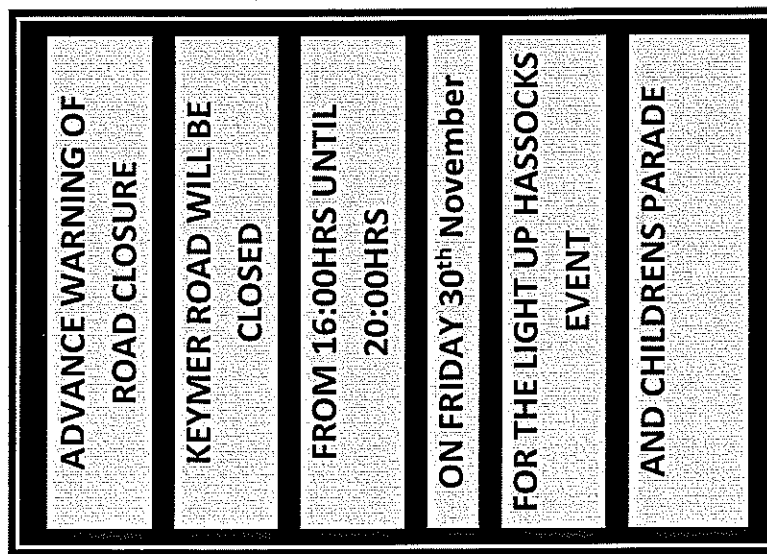 ADVANCE WARNING OF
ROAD CLOSURE
KEYMER ROAD WILL BE
CLOSED
FROM 16:00HRS UNTIL
20:00HRS
ON FRIDAY 30th November
FOR THE LIGHT UP HASSOCKS
EVENT
AND CHILDRENS PARADE